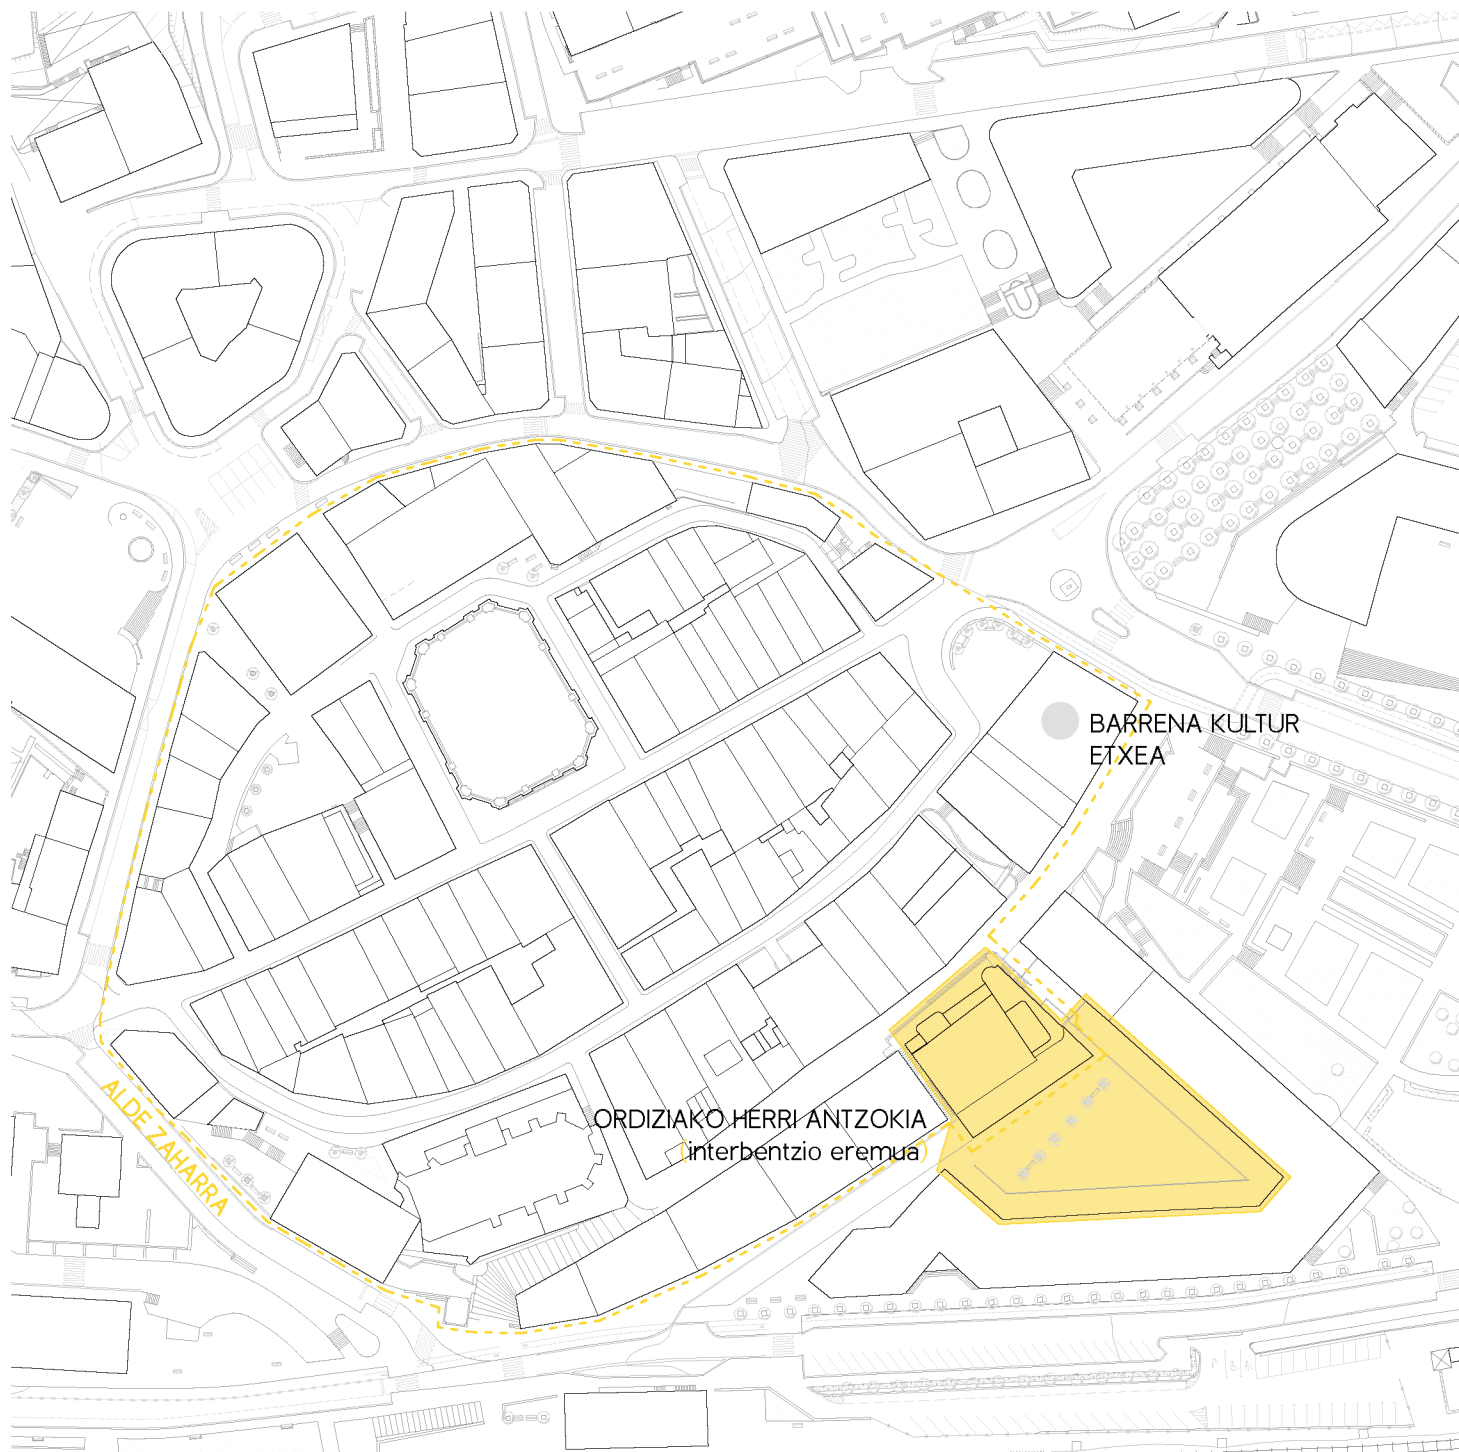 BARRENA KULTUR
ETXEA
ALDE ZAHARRA
ORDIZIAKO HERRI ANTZOKIA
(interbentzio eremua)